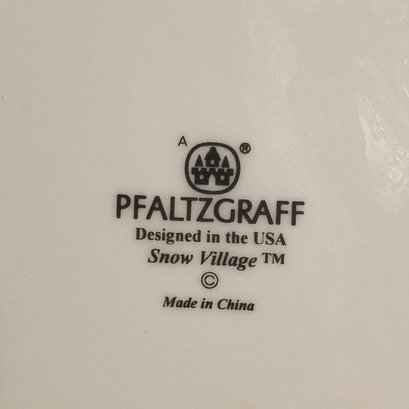 A ®
PFALTZGRAFF
Designed in the USA
Snow Village ™
©
Made in China